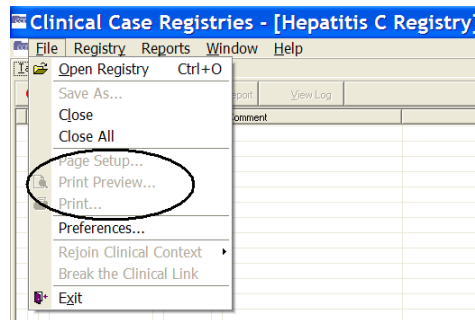 Clinical Case Registries - [Hepatitis C Registry]
File Registry Reports Window Help
Open Registry Ctrl+O
Save As...
port View Log
Close
Comment
Close All
Page Setup...
Print Preview...
Print...
Preferences...
Rejoin Clinical Context
Break the Clinical Link
Exit